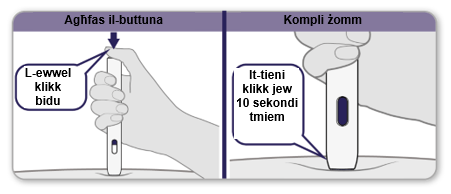 Agħfas il-buttuna
L-ewwel
klikk
bidu
Kompli żomm
It-tieni
klikk jew
10 sekondi
tmiem